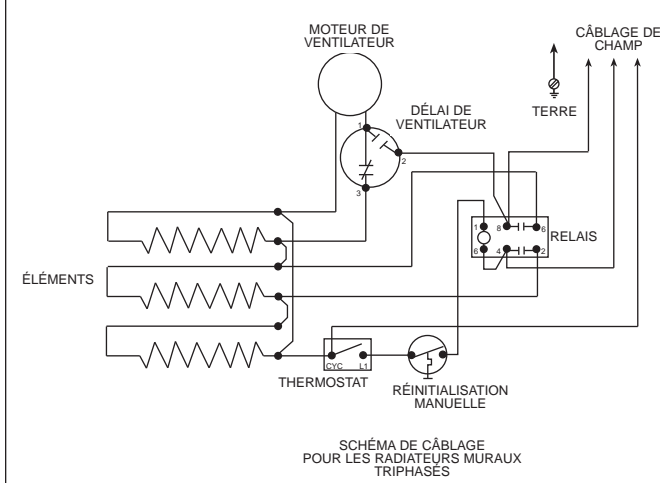 MOTEUR DE
VENTILATEUR
CÂBLAGE DE
CHAMP
TERRE
DÉLAI DE
VENTILATEUR
1
2
3
1
8
6
RELAIS
6
4
2
ÉLÉMENTS
CYC
L1
THERMOSTAT
RÉINITIALISATION
MANUELLE
SCHÉMA DE CÂBLAGE
POUR LES RADIATEURS MURAUX
TRIPHASÉS